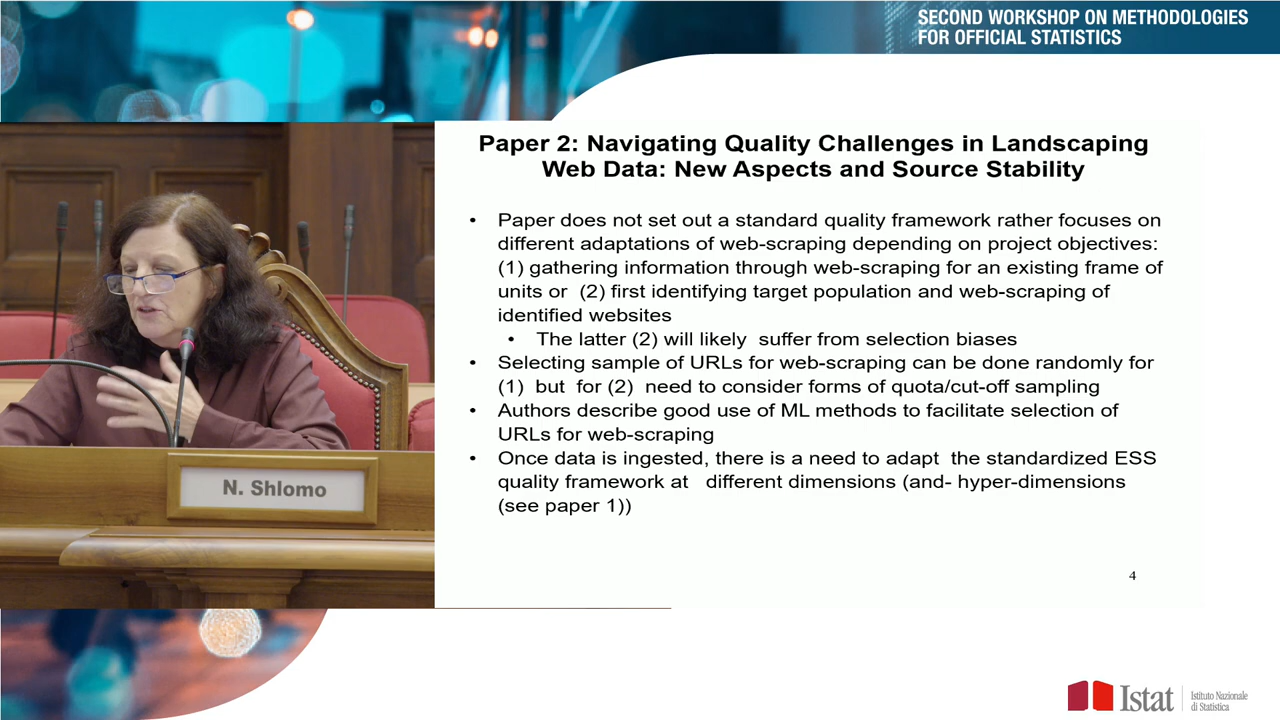 SECOND WORKSHOP ON METHODOLOGIES
FOR OFFICIAL STATISTICS
Paper 2: Navigating Quality Challenges in Landscaping
Web Data: New Aspects and Source Stability
• Paper does not set out a standard quality framework rather focuses on
different adaptations of web-scraping depending on project objectives:
(1) gathering information through web-scraping for an existing frame of
units or (2) first identifying target population and web-scraping of
identified websites
• The latter (2) will likely suffer from selection biases
• Selecting sample of URLs for web-scraping can be done randomly for
(1) but for (2) need to consider forms of quota/cut-off sampling
• Authors describe good use of ML methods to facilitate selection of
URLs for web-scraping
• Once data is ingested, there is a need to adapt the standardized ESS
quality framework at different dimensions (and- hyper-dimensions
(see paper 1))
4
N. Shlomo
Istat
Istituto Nazionale
di Statistica